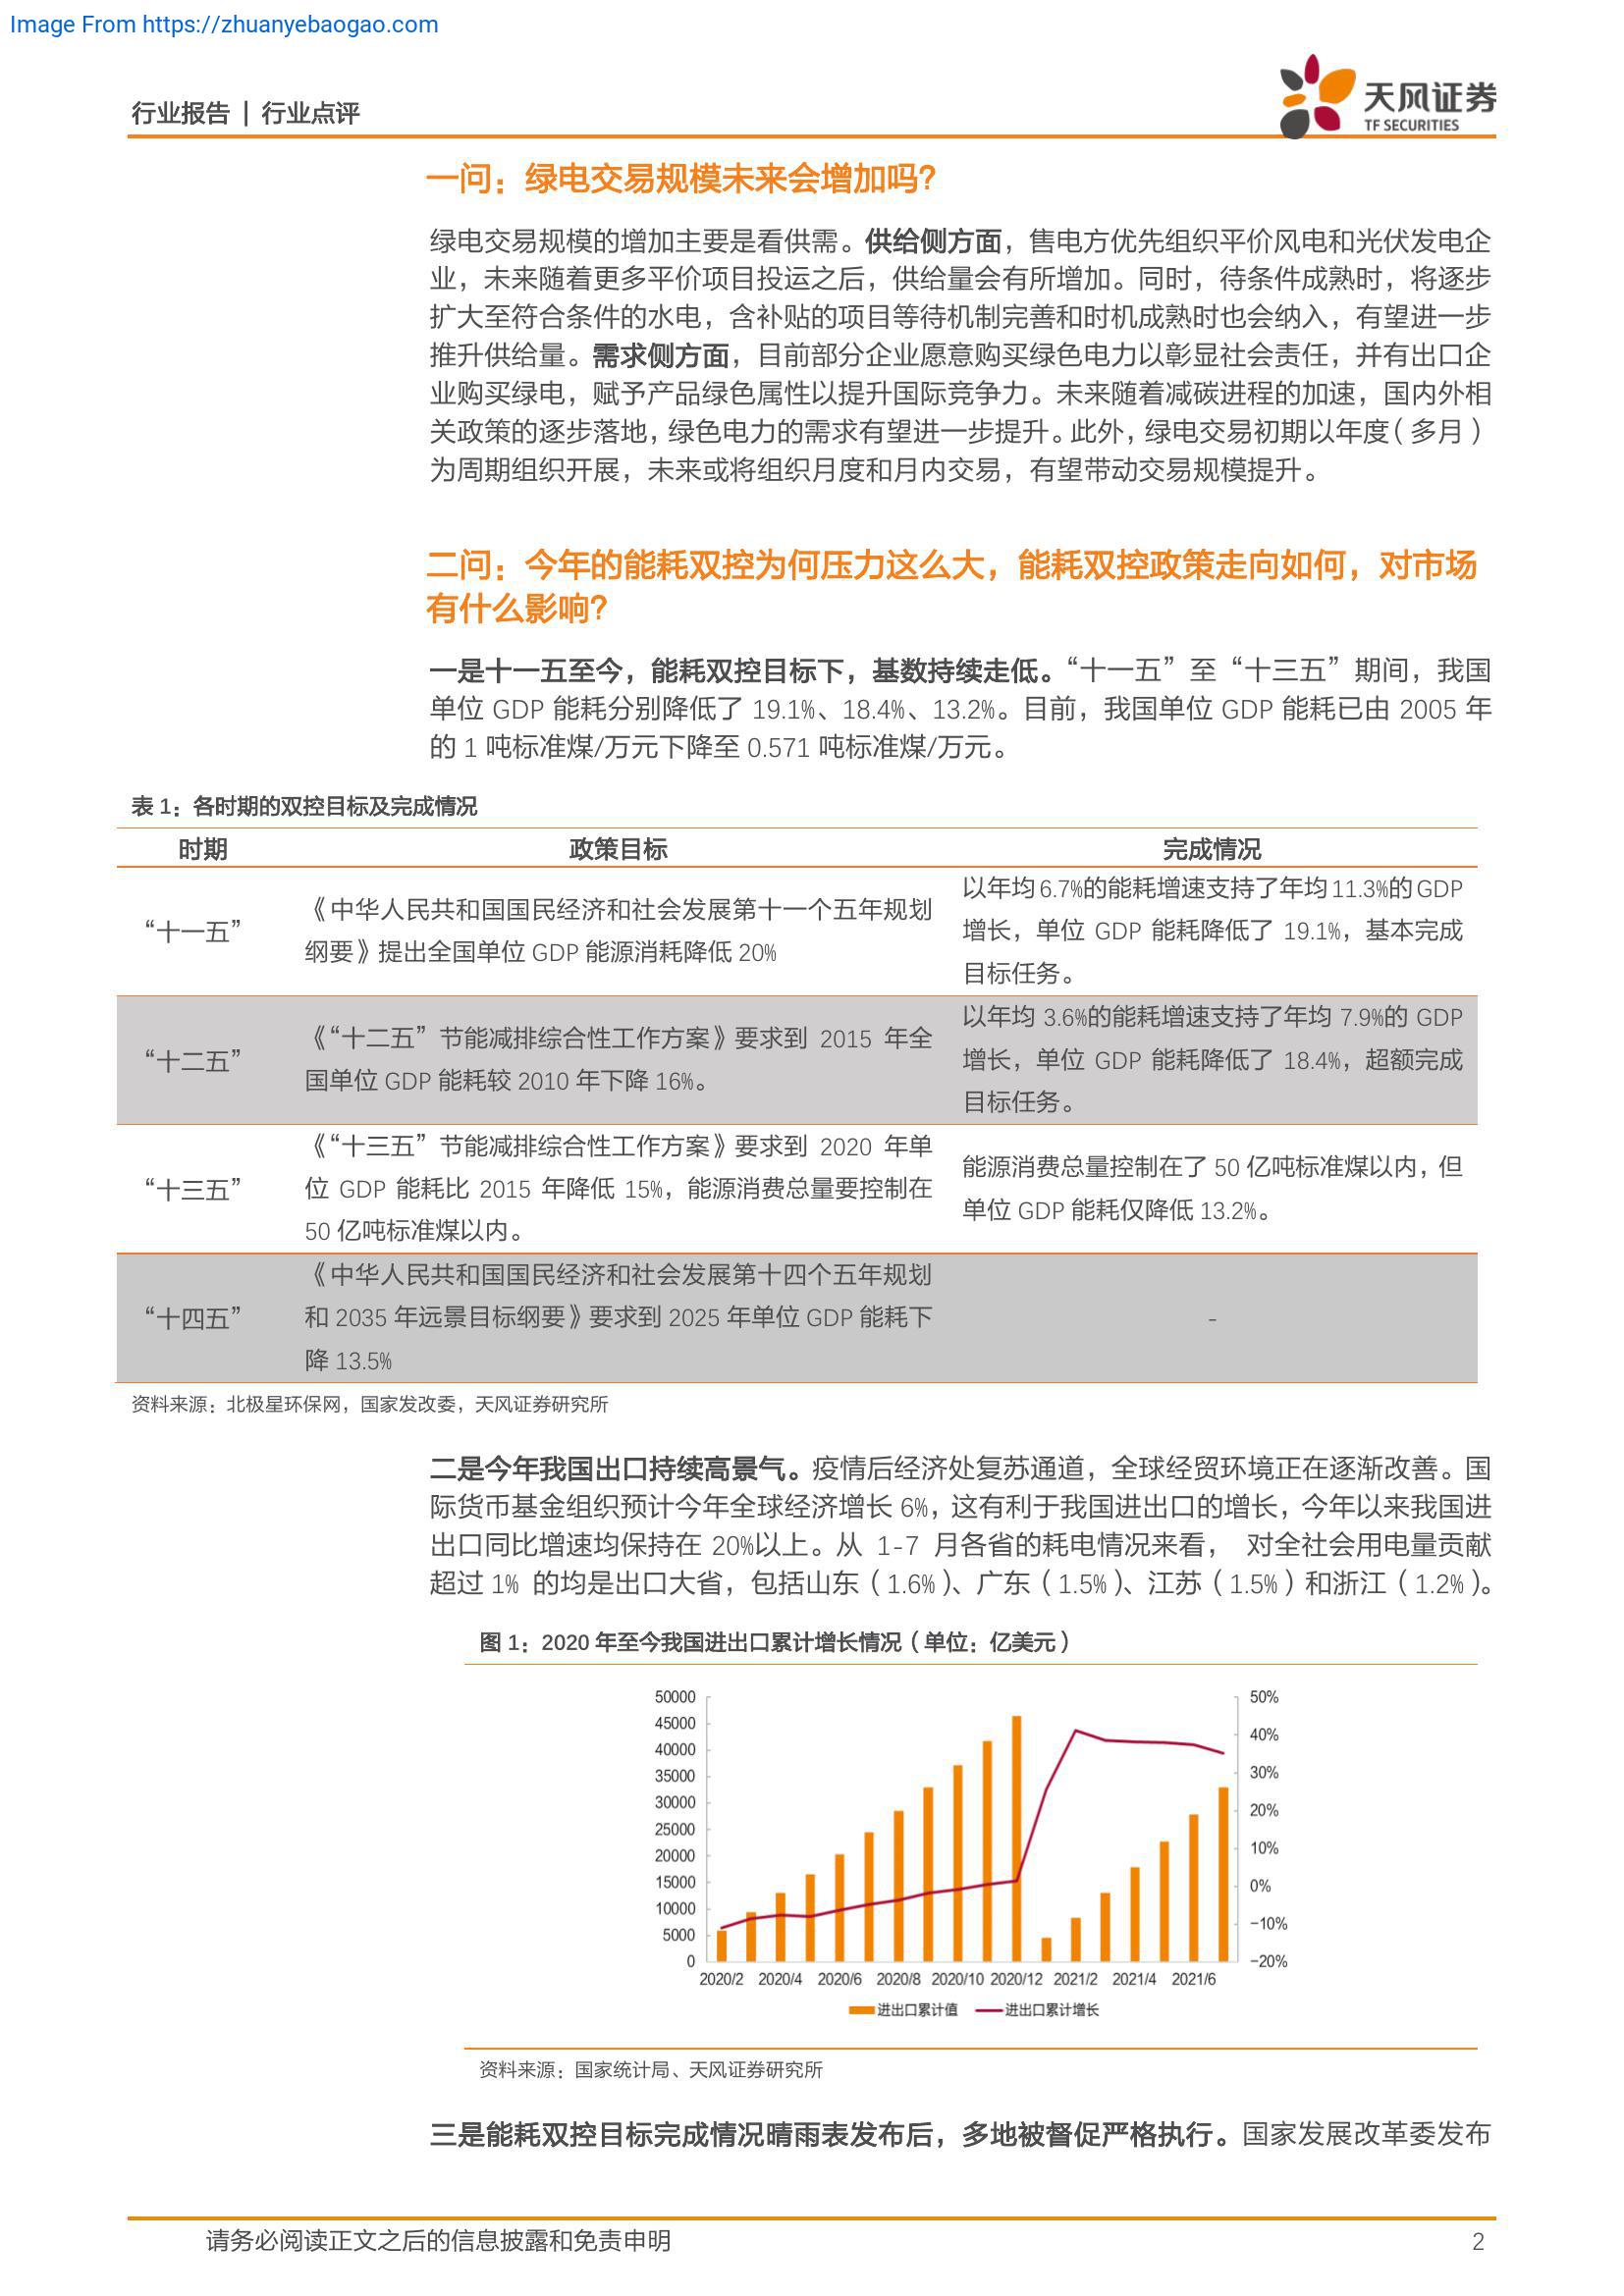 Image From https://zhuanyebaogao.com
行业报告 | 行业点评
天风证券
TF SECURITIES
一问：绿电交易规模未来会增加吗？
绿电交易规模的增加主要是看供需。供给侧方面，售电方优先组织平价风电和光伏发电企
业，未来随着更多平价项目投运之后，供给量会有所增加。同时，待条件成熟时，将逐步
扩大至符合条件的水电，含补贴的项目等待机制完善和时机成熟时也会纳入，有望进一步
推升供给量。需求侧方面，目前部分企业愿意购买绿色电力以彰显社会责任，并有出口企
业购买绿电，赋予产品绿色属性以提升国际竞争力。未来随着减碳进程的加速，国内外相
关政策的逐步落地，绿色电力的需求有望进一步提升。此外，绿电交易初期以年度（多月）
为周期组织开展，未来或将组织月度和月内交易，有望带动交易规模提升。
二问：今年的能耗双控为何压力这么大，能耗双控政策走向如何，对市场
有什么影响？
一是十一五至今，能耗双控目标下，基数持续走低。“十一五”至“十三五”期间，我国
单位 GDP 能耗分别降低了 19.1%、18.4%、13.2%。目前，我国单位 GDP 能耗已由 2005 年
的 1 吨标准煤/万元下降至 0.571 吨标准煤/万元。
表 1：各时期的双控目标及完成情况
时期 政策目标 完成情况
“十一五”
《中华人民共和国国民经济和社会发展第十一个五年规划
纲要》提出全国单位 GDP 能源消耗降低 20%
以年均 6.7%的能耗增速支持了年均 11.3%的 GDP
增长，单位 GDP 能耗降低了 19.1%，基本完成
目标任务。
“十二五”
《“十二五”节能减排综合性工作方案》要求到 2015 年全
国单位 GDP 能耗较 2010 年下降 16%。
以年均 3.6%的能耗增速支持了年均 7.9%的 GDP
增长，单位 GDP 能耗降低了 18.4%，超额完成
目标任务。
“十三五”
《“十三五”节能减排综合性工作方案》要求到 2020 年单
位 GDP 能耗比 2015 年降低 15%，能源消费总量要控制在
50 亿吨标准煤以内。
能源消费总量控制在了 50 亿吨标准煤以内，但
单位 GDP 能耗仅降低 13.2%。
“十四五”
《中华人民共和国国民经济和社会发展第十四个五年规划
和 2035 年远景目标纲要》要求到 2025 年单位 GDP 能耗下
降 13.5%
-
资料来源：北极星环保网，国家发改委，天风证券研究所
二是今年我国出口持续高景气。疫情后经济处复苏通道，全球经贸环境正在逐渐改善。国
际货币基金组织预计今年全球经济增长 6%，这有利于我国进出口的增长，今年以来我国进
出口同比增速均保持在 20%以上。从 1-7 月各省的耗电情况来看， 对全社会用电量贡献
超过 1% 的均是出口大省，包括山东（1.6%）、广东（1.5%）、江苏（1.5%）和浙江（1.2%）。
图 1：2020 年至今我国进出口累计增长情况（单位：亿美元）
50000 50%
45000
40000 40%
35000 30%
30000
25000 20%
20000 10%
15000 0%
10000
5000 -10%
0 -20%
2020/2 2020/4 2020/6 2020/8 2020/10 2020/12 2021/2 2021/4 2021/6
进出口累计值 进出口累计增长
资料来源：国家统计局、天风证券研究所
三是能耗双控目标完成情况晴雨表发布后，多地被督促严格执行。国家发展改革委发布
请务必阅读正文之后的信息披露和免责申明 2